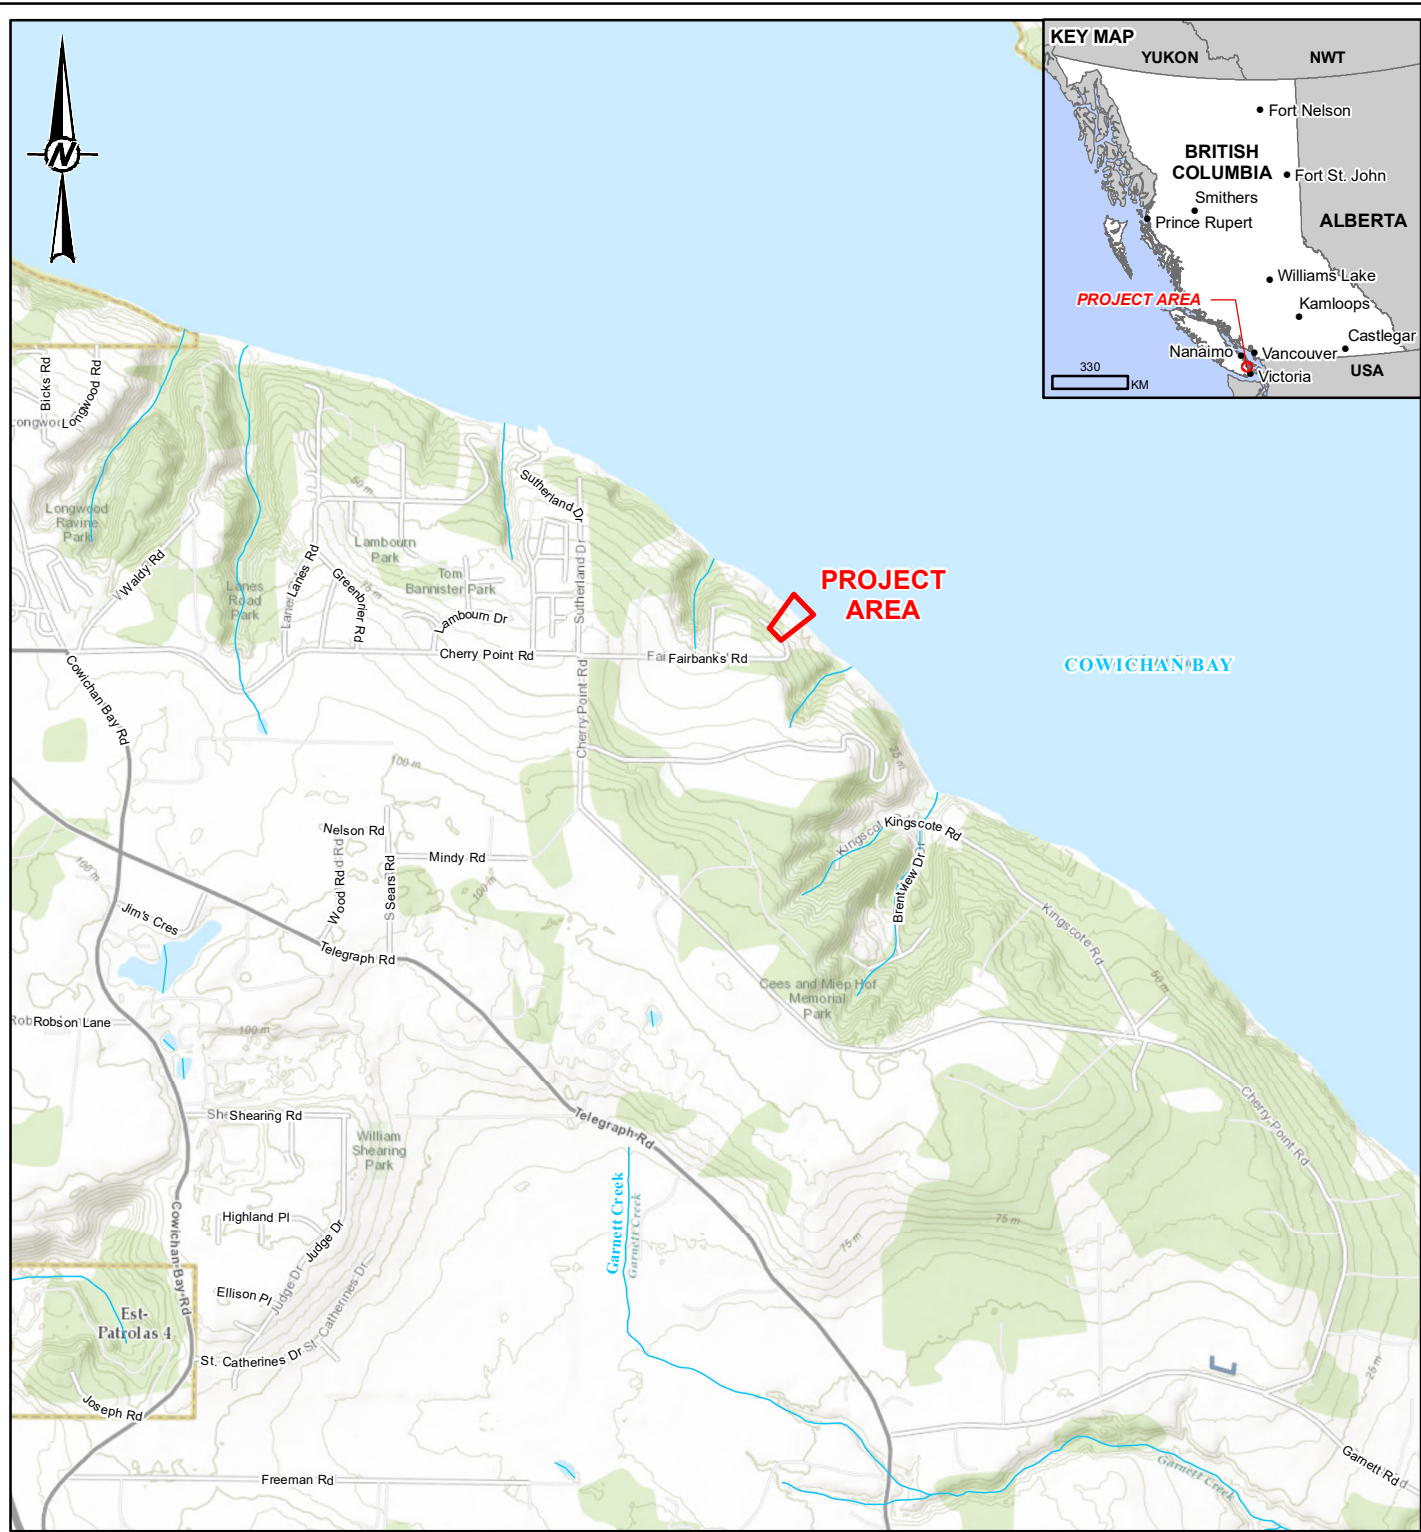 KEY MAP
YUKON
NWT
Fort Nelson
BRITISH
COLUMBIA
Fort St. John
Smithers
Prince Rupert
ALBERTA
Williams Lake
PROJECT AREA
Kamloops
Castlegar
Nanaimo
Vancouver
USA
Victoria
330
KM
N
Bicks Rd
Longwood Rd
Longwood
Ravine
Park
Waldy Rd
Lanes
Road
Park
Lanes Rd
50 m
Lambourn
Park
Greenbrier Rd
75 m
Tom
Bannister Park
Lambourn Dr
Sutherland Dr
Sutherland Dr
PROJECT
AREA
Cherry Point Rd
Fairbanks Rd
COWICHAN BAY
Cowichan Bay Rd
Cherry Point Rd
100 m
25 m
Nelson Rd
Mindy Rd
Wood Rd
Sears Rd
Kingscote Rd
Brentview Dr
100 m
100 m
Jim's Cres
Telegraph Rd
Kingscote Rd
50 m
Cees and Miep Hof
Memorial
Park
Robson Lane
100 m
Shearing Rd
William
Shearing
Park
Telegraph Rd
Cherry Point Rd
Garnett Creek
Garnett Creek
Highland Pl
Judge Dr
Judge Dr
75 m
75 m
Cowichan Bay Rd
Ellison Pl
St. Catherines Dr
St. Catherines Dr
Est-
Patrolas 4
Joseph Rd
25 m
Freeman Rd
Garnett Rd
Garnett Creek